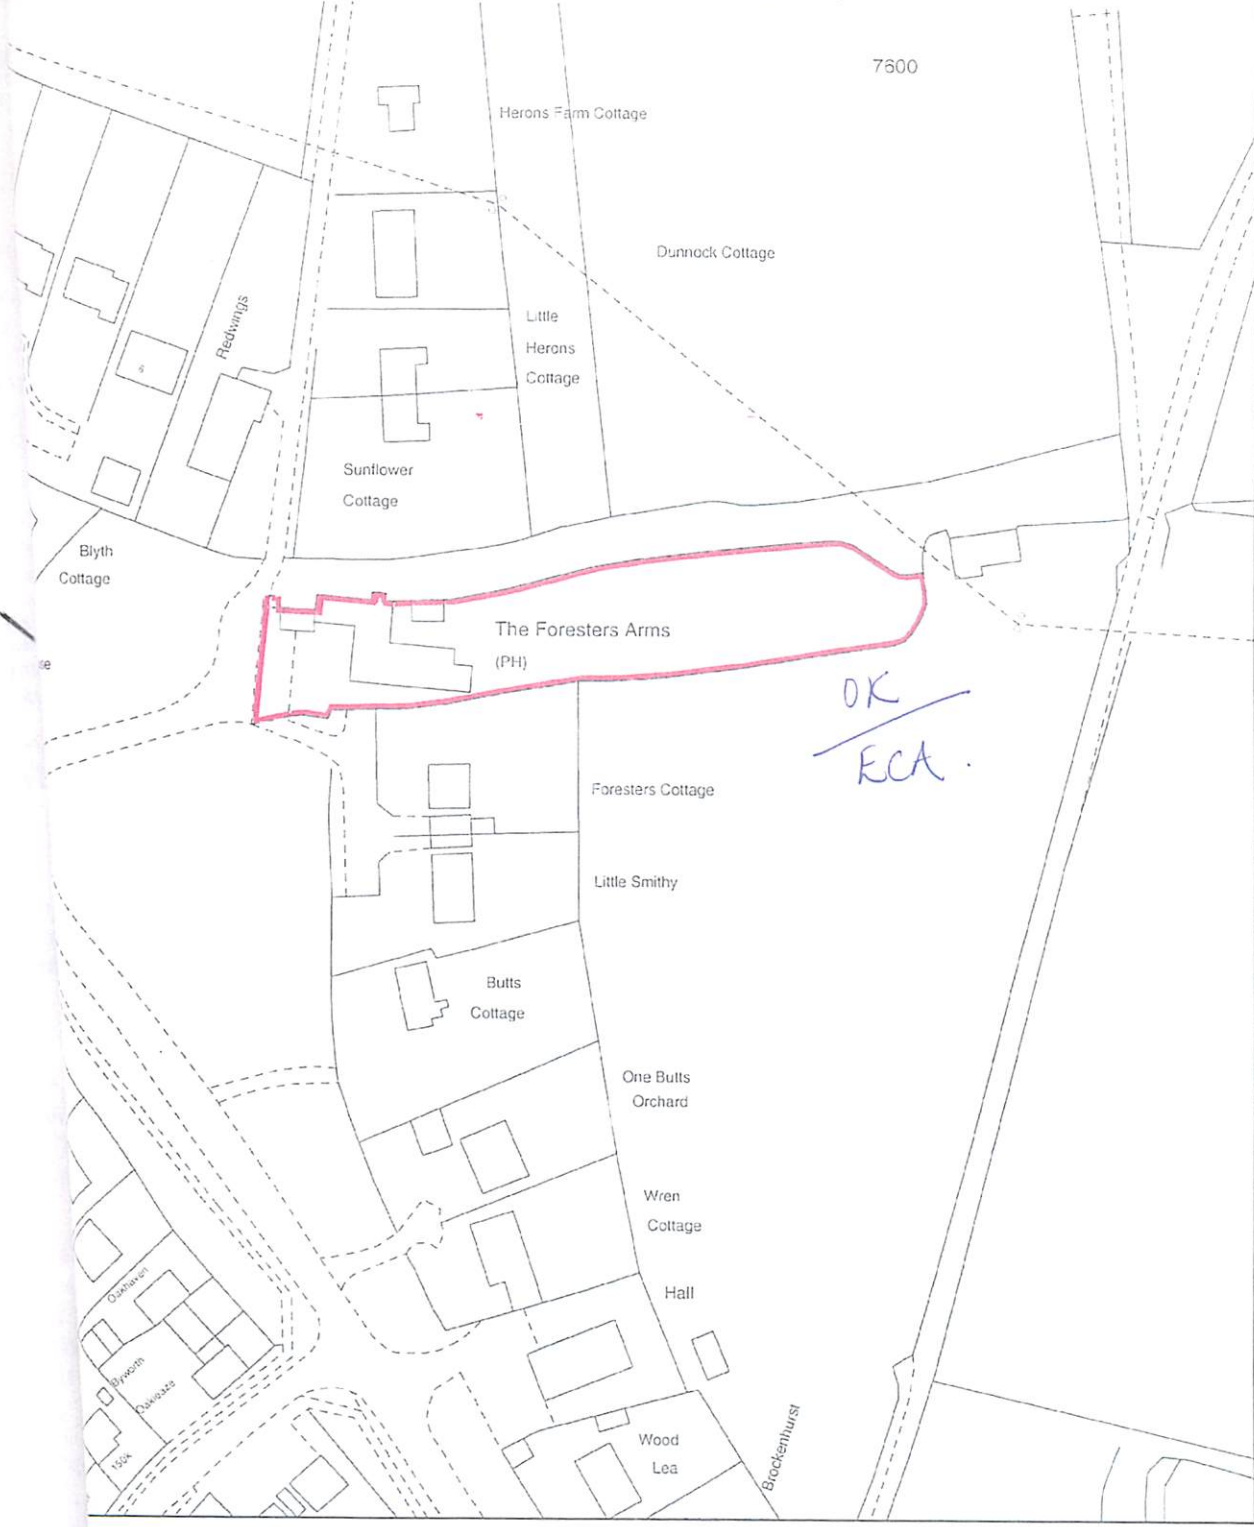 7600
Herons Farm Cottage
Dunnock Cottage
Redwings
Little
Herons
Cottage
Sunflower
Cottage
Blyth
Cottage
The Foresters Arms
(PH)
OK
ECA.
Foresters Cottage
Little Smithy
Butts
Cottage
One Butts
Orchard
Wren
Cottage
Hall
Oakhaven
Byworth
Oakleaze
150k
Wood
Lea
Brockenhurst